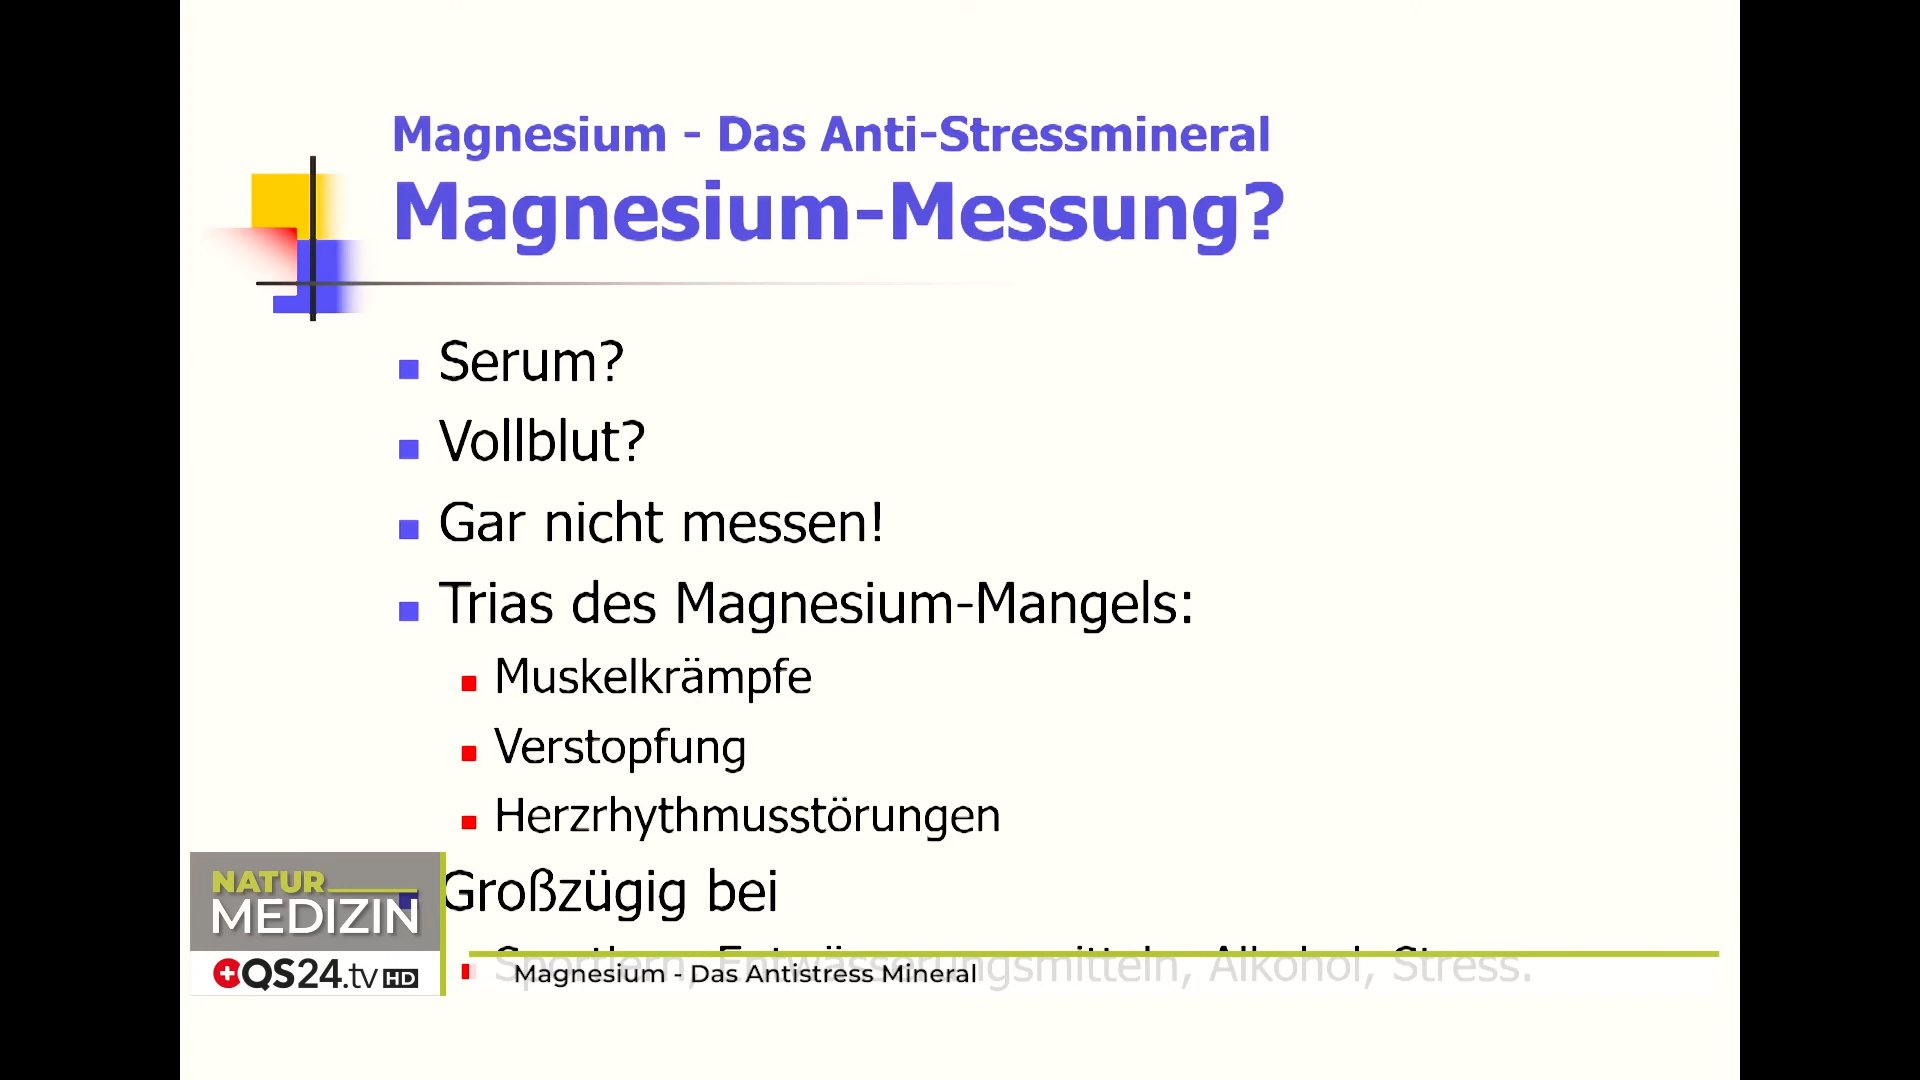 Magnesium - Das Anti-Stressmineral
Magnesium-Messung?
Serum?
Vollblut?
Gar nicht messen!
Trias des Magnesium-Mangels:
Muskelkrämpfe
Verstopfung
Herzrhythmusstörungen
Großzügig bei
Sportlern, Entwässerungsmitteln, Alkohol, Stress.
NATUR
MEDIZIN
QS24.tv HD
Magnesium - Das Antistress Mineral